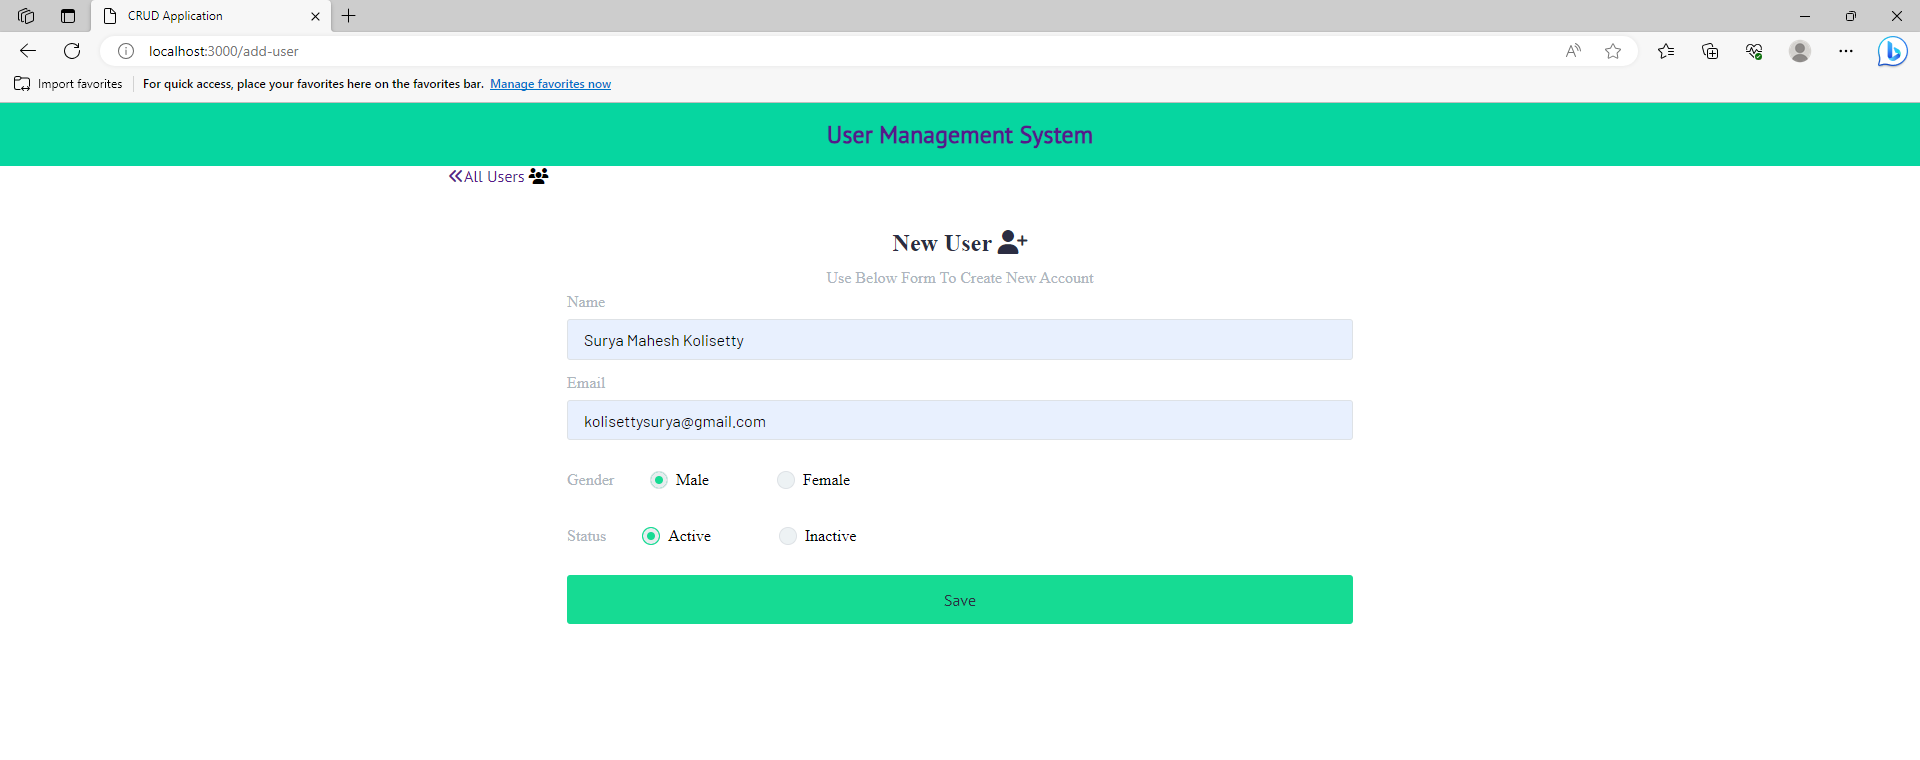 CRUD Application
localhost:3000/add-user
Import favorites
For quick access, place your favorites here on the favorites bar. Manage favorites now
User Management System
All Users
New User
Use Below Form To Create New Account
Name
Surya Mahesh Kolisetty
Email
kolisettysurya@gmail.com
Gender Male Female
Status Active Inactive
Save